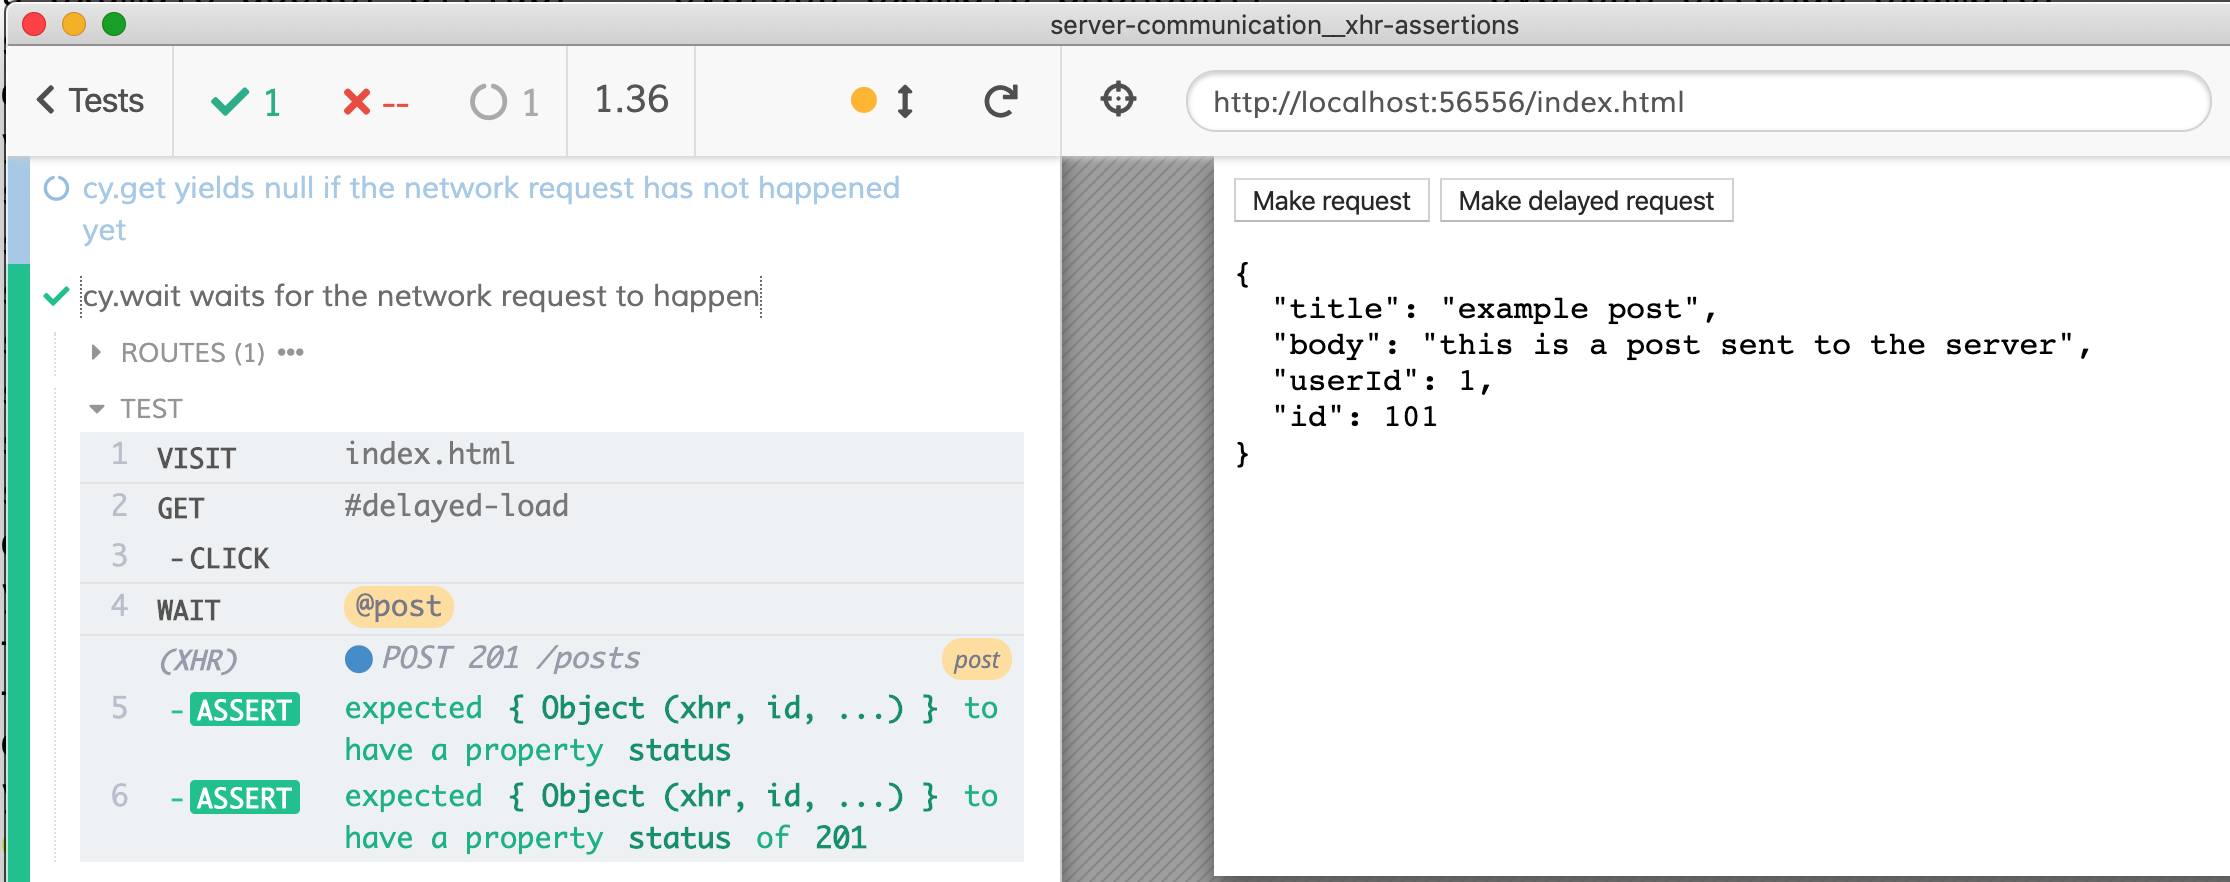 server-communication__xhr-assertions
Tests
1
--
1
1.36
http://localhost:56556/index.html
cy.get yields null if the network request has not happened
yet
cy.wait waits for the network request to happen
ROUTES (1) •••
TEST
1 VISIT index.html
2 GET #delayed-load
3 -CLICK
4 WAIT @post
(XHR) POST 201 /posts post
5 -ASSERT expected { Object (xhr, id, ...) } to
have a property status
6 -ASSERT expected { Object (xhr, id, ...) } to
have a property status of 201
Make request Make delayed request
{
"title": "example post",
"body": "this is a post sent to the server",
"userId": 1,
"id": 101
}